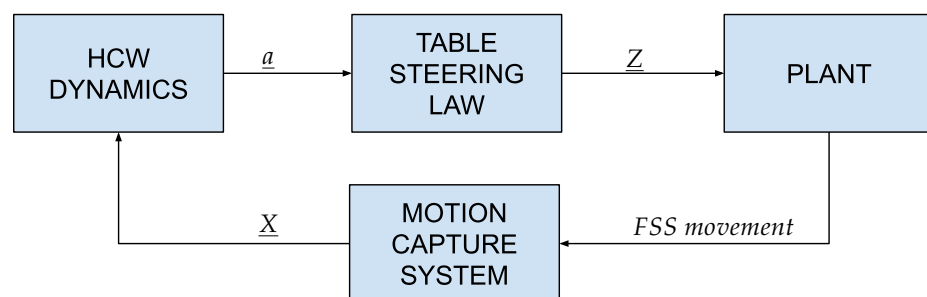 HCW
DYNAMICS
a
TABLE
STEERING
LAW
Z
PLANT
X
MOTION
CAPTURE
SYSTEM
FSS movement